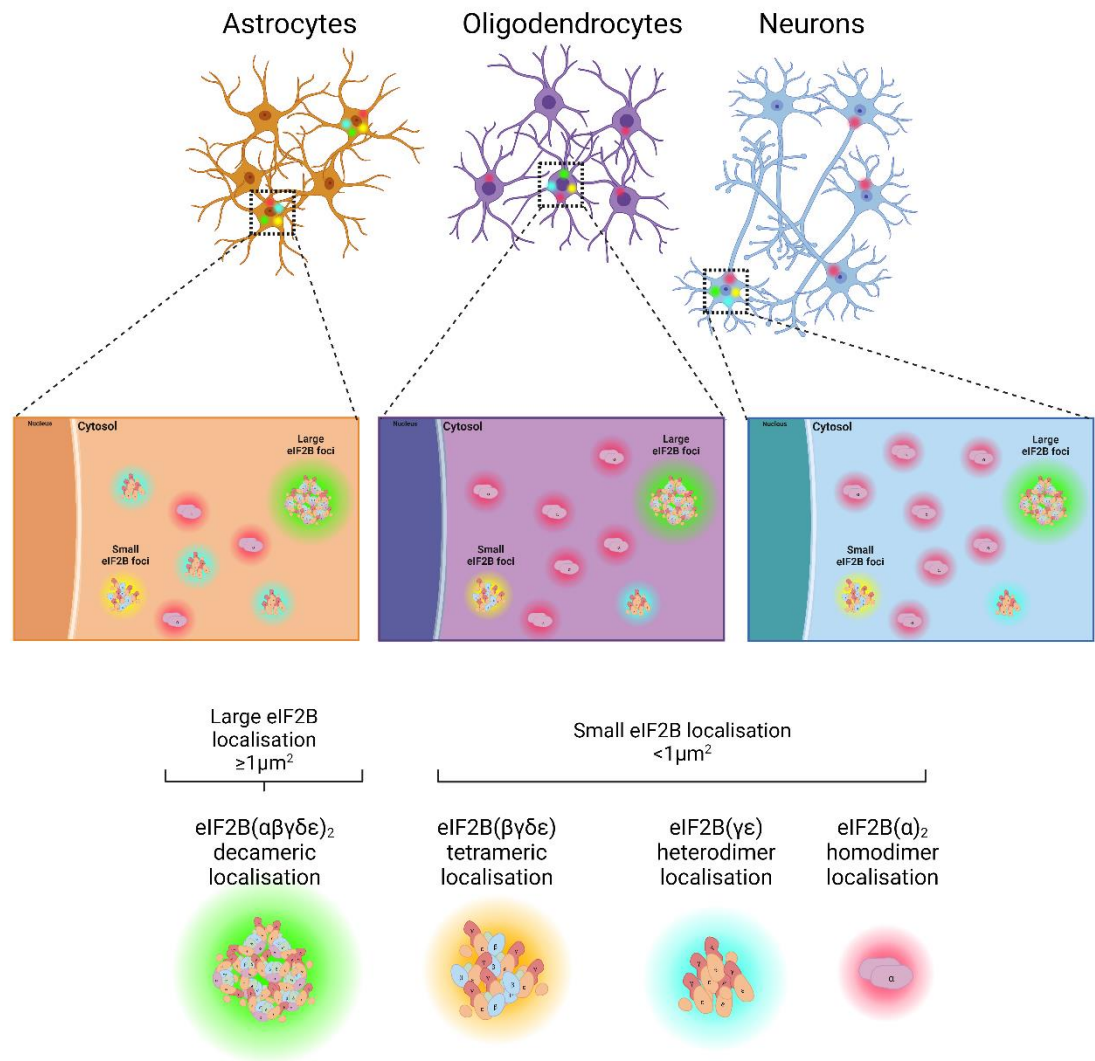 Astrocytes
Oligodendrocytes
Neurons
Nucleus
Cytosol
Large
eIF2B foci
Small
eIF2B foci
Nucleus
Cytosol
Large
eIF2B foci
Small
eIF2B foci
Nucleus
Cytosol
Large
eIF2B foci
Small
eIF2B foci
Large eIF2B
localisation
≥1µm²
Small eIF2B localisation
<1µm²
eIF2B(αβγδε)₂
decameric
localisation
eIF2B(βγδε)
tetrameric
localisation
eIF2B(γε)
heterodimer
localisation
eIF2B(α)₂
homodimer
localisation
α